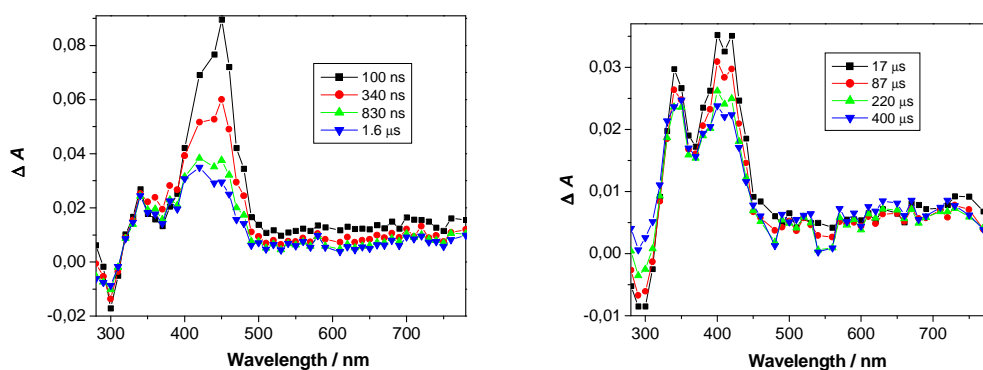 0,08
0,06
0,04
0,02
0,00
-0,02
Δ A
300 400 500 600 700
Wavelength / nm
100 ns
340 ns
830 ns
1.6 μs
0,03
0,02
0,01
0,00
-0,01
Δ A
300 400 500 600 700
Wavelength / nm
17 μs
87 μs
220 μs
400 μs